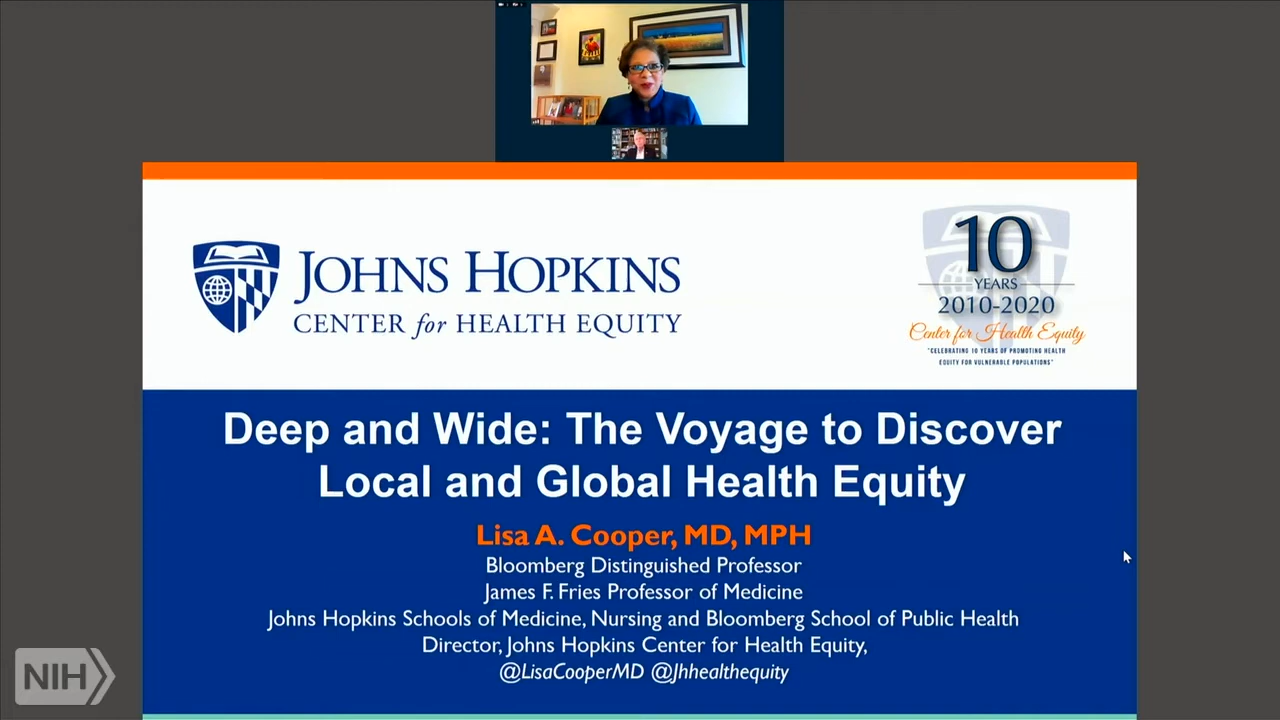 JOHNS HOPKINS
CENTER for HEALTH EQUITY
10
YEARS
2010-2020
Center for Health Equity
"CELEBRATING 10 YEARS OF PROMOTING HEALTH
EQUITY FOR VULNERABLE POPULATIONS"
Deep and Wide: The Voyage to Discover
Local and Global Health Equity
Lisa A. Cooper, MD, MPH
Bloomberg Distinguished Professor
James F. Fries Professor of Medicine
Johns Hopkins Schools of Medicine, Nursing and Bloomberg School of Public Health
Director, Johns Hopkins Center for Health Equity,
@LisaCooperMD @Jhhealthequity
NIH